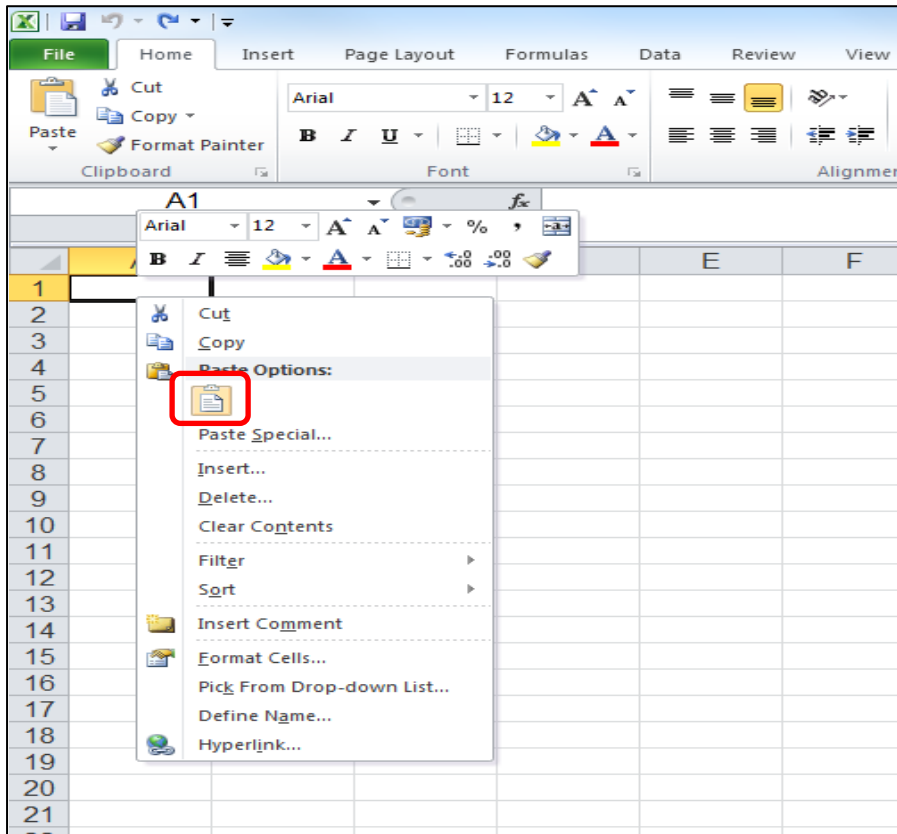 File Home Insert Page Layout Formulas Data Review View
Cut
Copy
Paste
Format Painter
Arial 12 A A
B I U A
Clipboard Font Alignmer
A1 fx
Arial 12 A A % , a
B I A .00 .00
E F
1
2 Cut
3 Copy
4 Paste Options:
5
6
7 Paste Special...
8 Insert...
9 Delete...
10 Clear Contents
11 Filter
12 Sort
13
14 Insert Comment
15 Format Cells...
16 Pick From Drop-down List...
17 Define Name...
18 Hyperlink...
19
20
21